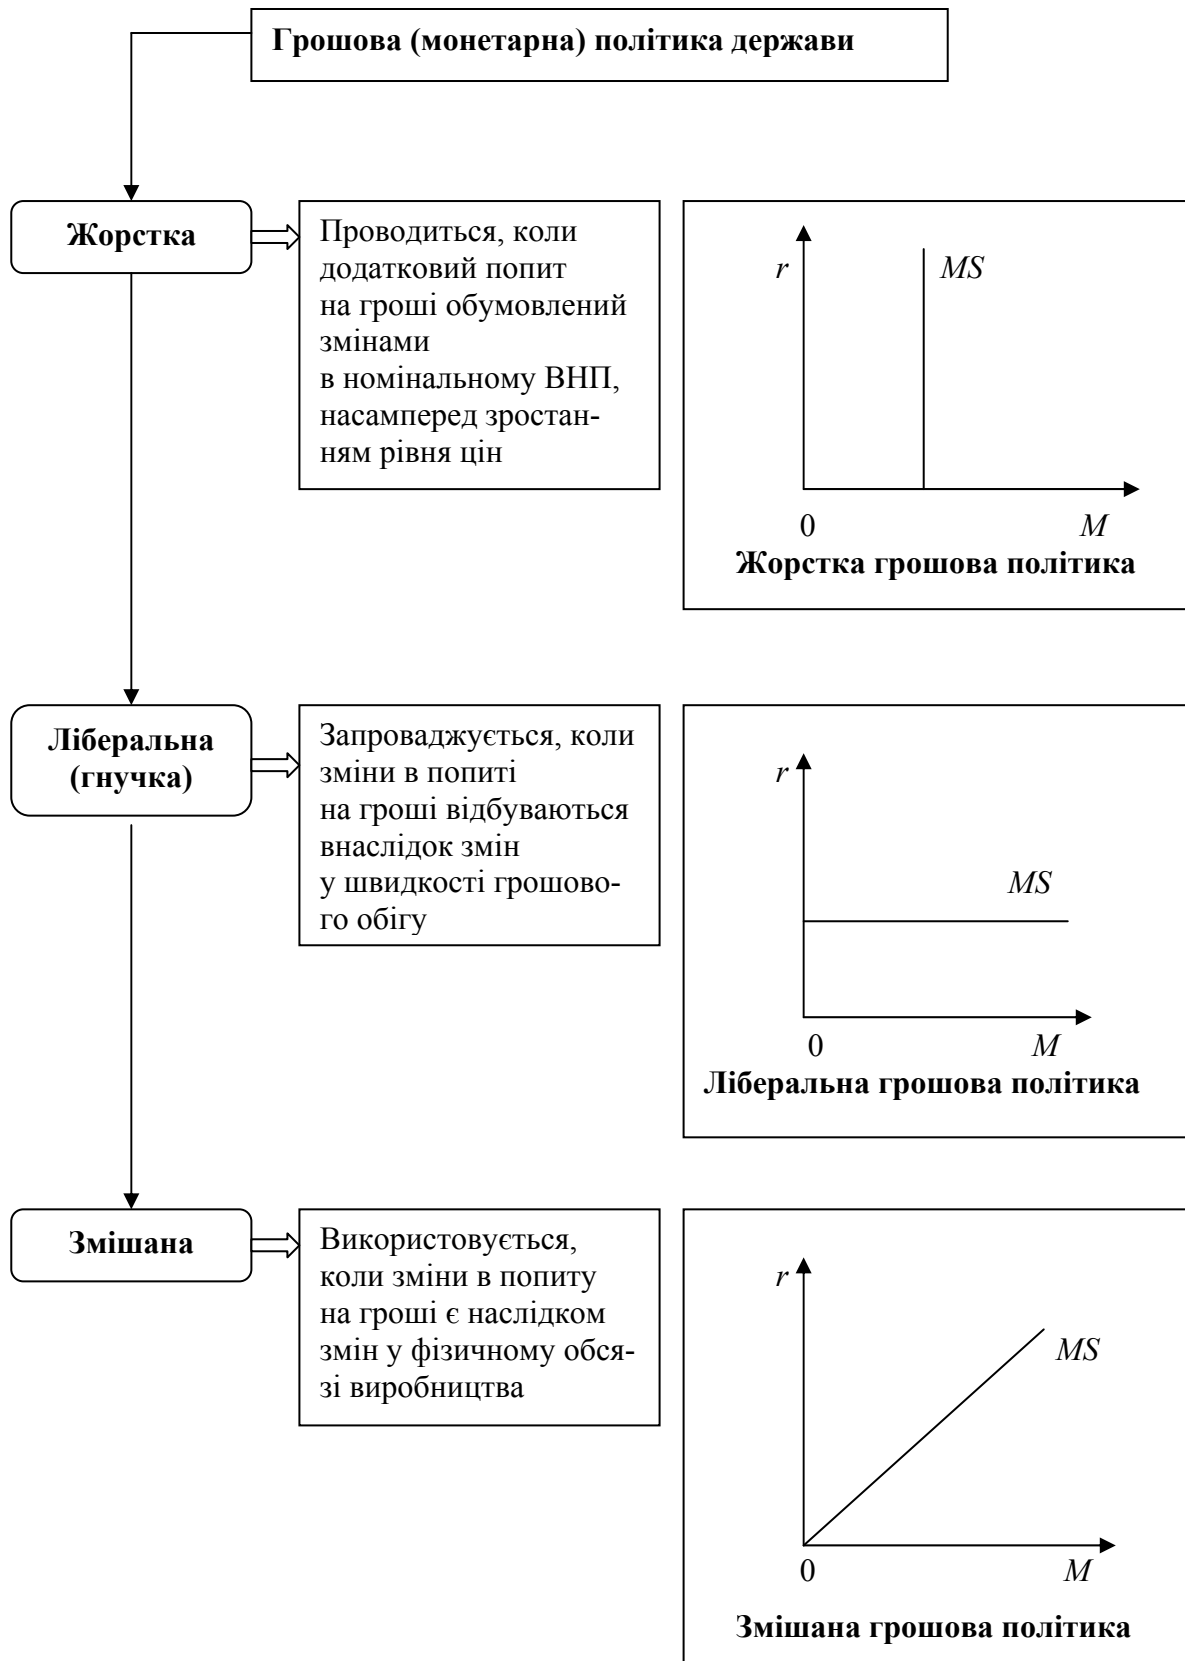 Грошова (монетарна) політика держави
Жорстка
Проводиться, коли
додатковий попит
на гроші обумовлений
змінами
в номінальному ВНП,
насамперед зростан-
ням рівня цін
r
MS
0
M
Жорстка грошова політика
Ліберальна
(гнучка)
Запроваджується, коли
зміни в попиті
на гроші відбуваються
внаслідок змін
у швидкості грошово-
го обігу
r
MS
0
M
Ліберальна грошова політика
Змішана
Використовується,
коли зміни в попиту
на гроші є наслідком
змін у фізичному обся-
зі виробництва
r
MS
0
M
Змішана грошова політика